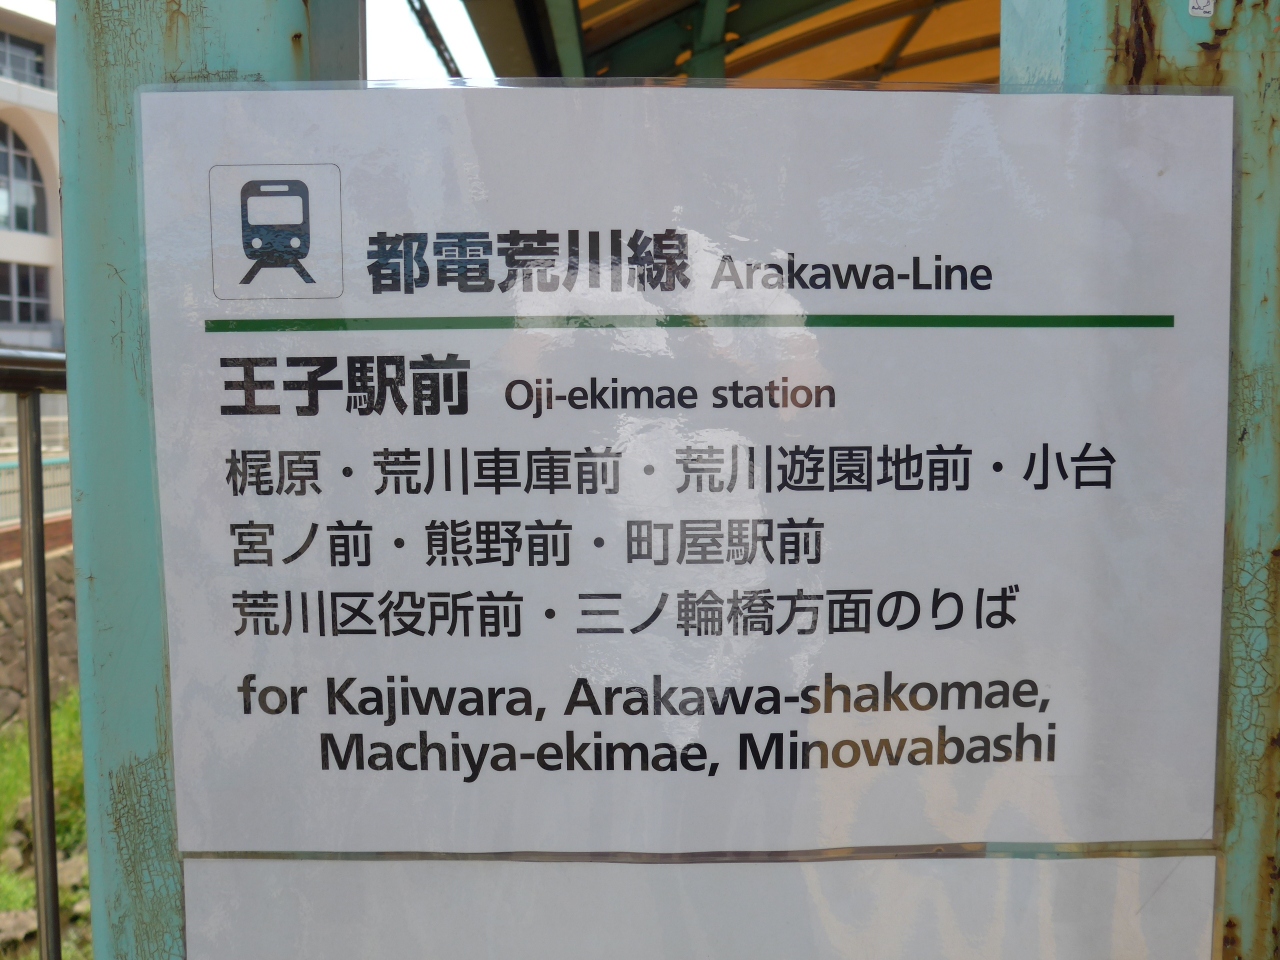 都電荒川線 Arakawa-Line
王子駅前 Oji-ekimae station
梶原・荒川車庫前・荒川遊園地前・小台
宮ノ前・熊野前・町屋駅前
荒川区役所前・三ノ輪橋方面のりば
for Kajiwara, Arakawa-shakomae,
Machiya-ekimae, Minowabashi